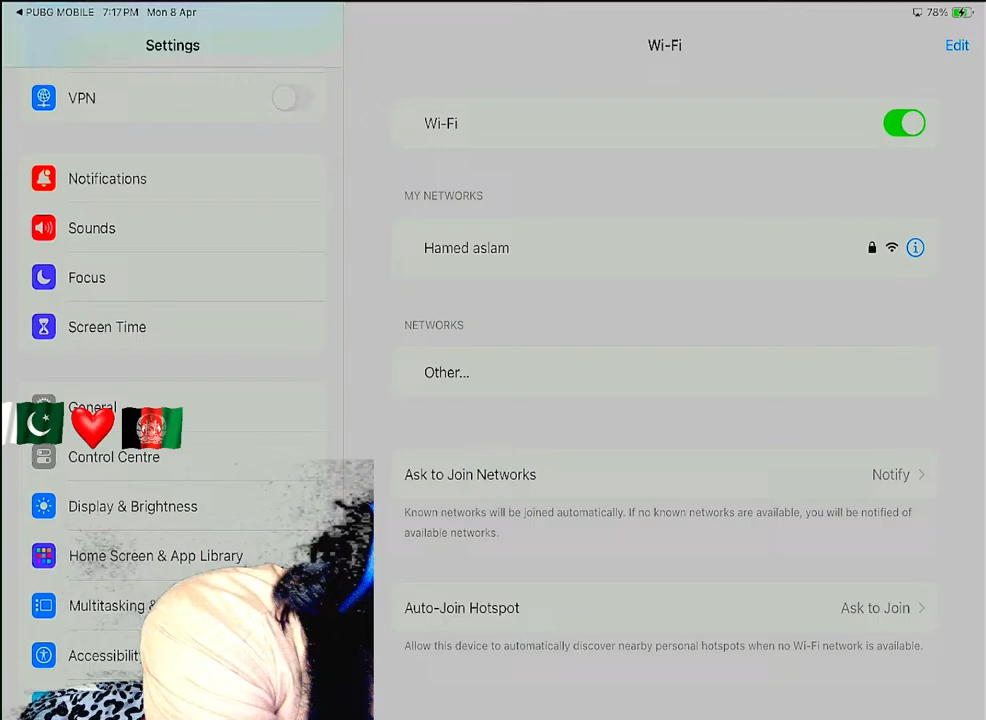 ◀ PUBG MOBILE 7:17 PM Mon 8 Apr 78%
Settings
Wi-Fi
Edit
VPN
Notifications
Sounds
Focus
Screen Time
General
Control Centre
Display & Brightness
Home Screen & App Library
Multitasking &
Accessibilit
Wi-Fi
MY NETWORKS
Hamed aslam
NETWORKS
Other...
Ask to Join Networks Notify
Known networks will be joined automatically. If no known networks are available, you will be notified of
available networks.
Auto-Join Hotspot Ask to Join
Allow this device to automatically discover nearby personal hotspots when no Wi-Fi network is available.